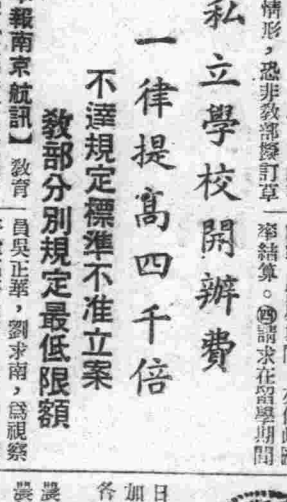 情形，恐非教部擬訂草
率結算。㈣請求在留學期間
私立學校開辦費
一律提高四千倍
不達規定標準不准立案
教部分別規定最低限額
報南京航訊】教育
員吳正華，劉求南，爲視察
日
加
各